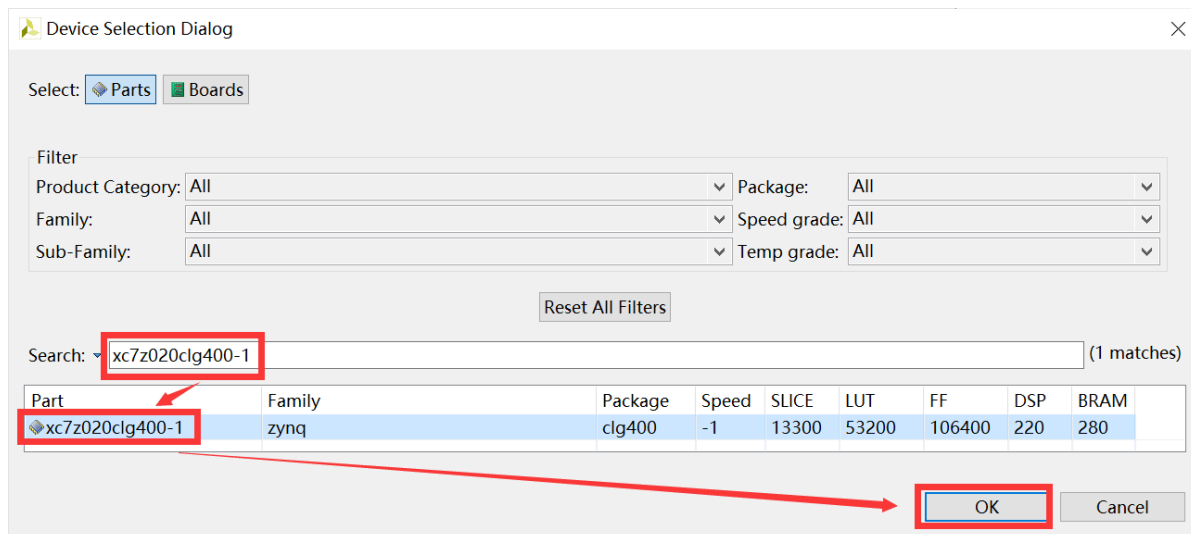 Device Selection Dialog
Select: Parts Boards
Filter
Product Category: All Package: All
Family: All Speed grade: All
Sub-Family: All Temp grade: All
Reset All Filters
Search: xc7z020clg400-1 (1 matches)
Part Family Package Speed SLICE LUT FF DSP BRAM
xc7z020clg400-1 zynq clg400 -1 13300 53200 106400 220 280
OK Cancel